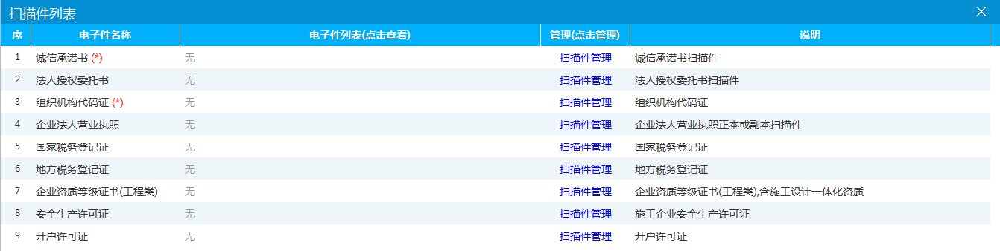 扫描件列表
序 电子件名称 电子件列表(点击查看) 管理(点击管理) 说明
1 诚信承诺书 (*) 无 扫描件管理 诚信承诺书扫描件
2 法人授权委托书 无 扫描件管理 法人授权委托书扫描件
3 组织机构代码证 (*) 无 扫描件管理 组织机构代码证
4 企业法人营业执照 无 扫描件管理 企业法人营业执照正本或副本扫描件
5 国家税务登记证 无 扫描件管理 国家税务登记证
6 地方税务登记证 无 扫描件管理 地方税务登记证
7 企业资质等级证书(工程类) 无 扫描件管理 企业资质等级证书(工程类),含施工设计一体化资质
8 安全生产许可证 无 扫描件管理 施工企业安全生产许可证
9 开户许可证 无 扫描件管理 开户许可证